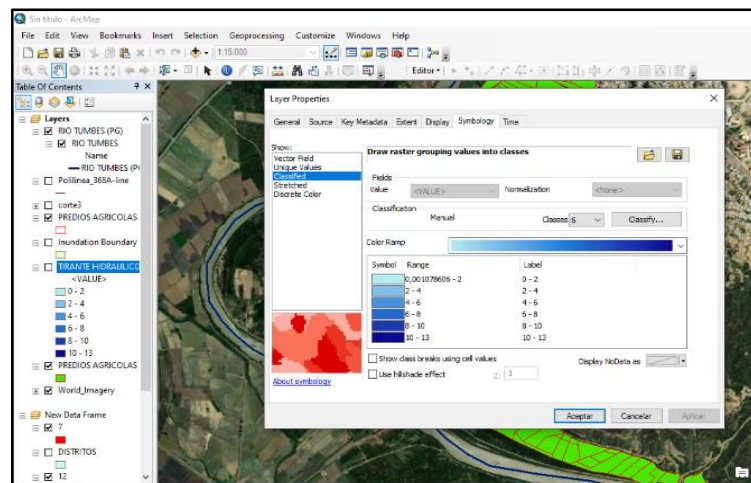 Sin título - ArcMap
File Edit View Bookmarks Insert Selection Geoprocessing Customize Windows Help
1:15.000
Editor
Table Of Contents
Layers
RIO TUMBES (PG)
RIO TUMBES
Name
RIO TUMBES (P
Polilinea_368A-line
corte3
PREDIOS AGRICOLAS
Inundation Boundary
TIRANTE HIDRAULICO
<VALUE>
0 - 2
2 - 4
4 - 6
6 - 8
8 - 10
10 - 13
PREDIOS AGRICOLAS
World_Imagery
New Data Frame
7
DISTRITOS
12
Layer Properties
General Source Key Metadata Extent Display Symbology Time
Show:
Vector Field
Unique Values
Classified
Stretched
Discrete Color
About symbology
Draw raster grouping values into classes
Fields
Value <VALUE> Normalization <None>
Classification
Manual Classes 6 Classify...
Color Ramp
Symbol Range Label
0,001078606 - 2 0 - 2
2 - 4 2 - 4
4 - 6 4 - 6
6 - 8 6 - 8
8 - 10 8 - 10
10 - 13 10 - 13
Show class breaks using cell values Display NoData as
Use hillshade effect Z: 1
Aceptar Cancelar Aplicar